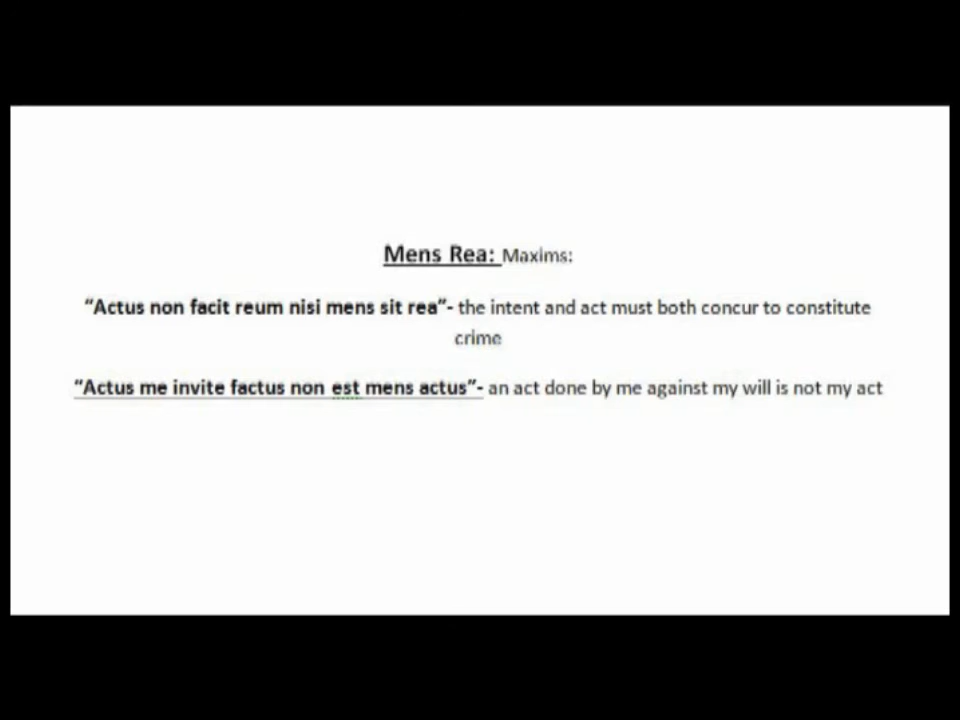 Mens Rea: Maxims:
“Actus non facit reum nisi mens sit rea”- the intent and act must both concur to constitute
crime
“Actus me invite factus non est mens actus”- an act done by me against my will is not my act